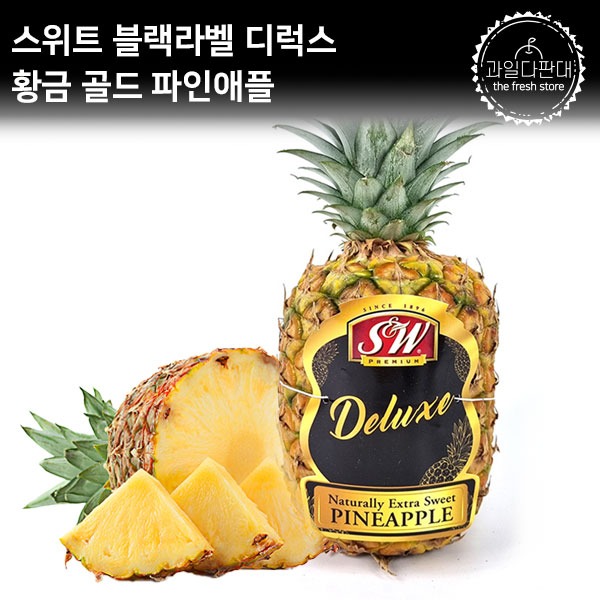 스위트 블랙라벨 디럭스
황금 골드 파인애플
과일다판대
the fresh store
SINCE 1896
S&W
PREMIUM
Deluxe
Naturally Extra Sweet
PINEAPPLE